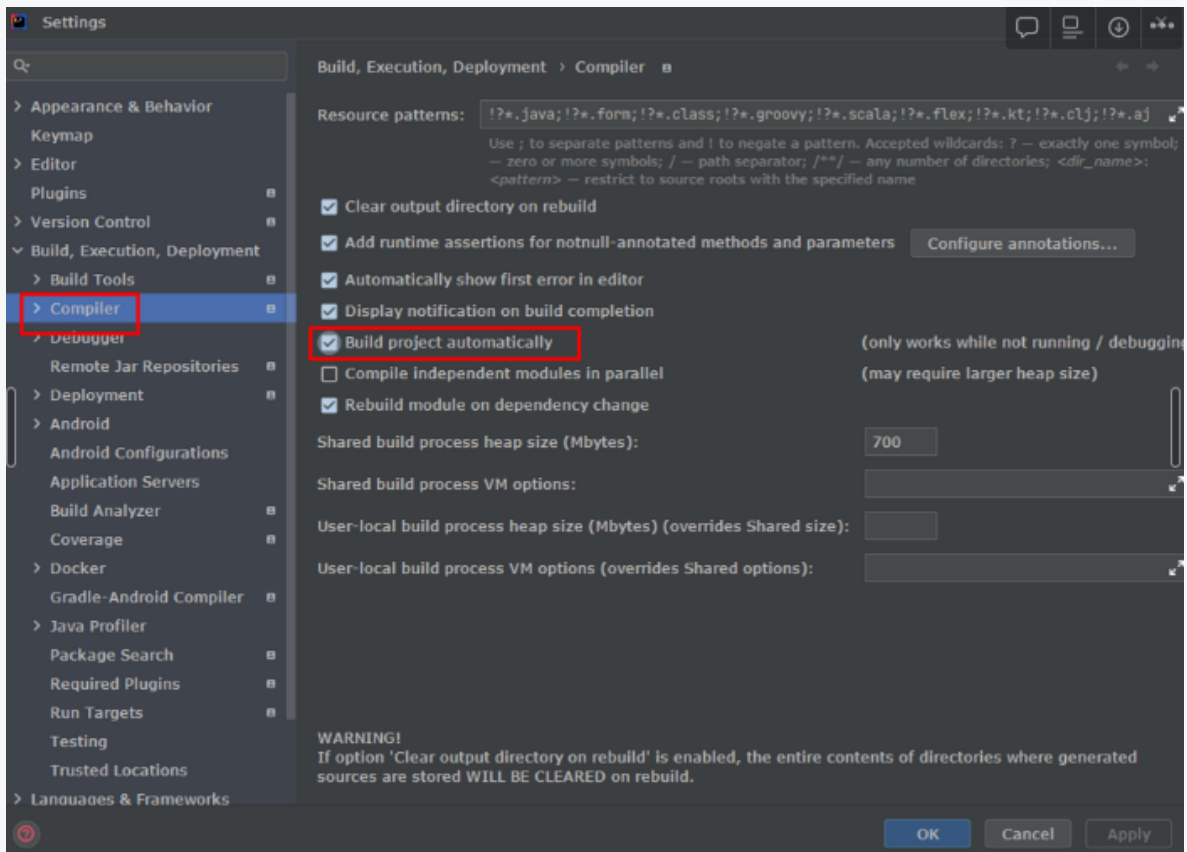 Settings
Appearance & Behavior
Keymap
Editor
Plugins
Version Control
Build, Execution, Deployment
Build Tools
Compiler
Debugger
Remote Jar Repositories
Deployment
Android
Android Configurations
Application Servers
Build Analyzer
Coverage
Docker
Gradle-Android Compiler
Java Profiler
Package Search
Required Plugins
Run Targets
Testing
Trusted Locations
Languages & Frameworks
Build, Execution, Deployment › Compiler
Resource patterns: !?*.java;!?*.form;!?*.class;!?*.groovy;!?*.scala;!?*.flex;!?*.kt;!?*.clj;!?*.aj
Use ; to separate patterns and ! to negate a pattern. Accepted wildcards: ? — exactly one symbol;
— zero or more symbols; / — path separator; /**/ — any number of directories; <dir_name>:
<pattern> — restrict to source roots with the specified name
Clear output directory on rebuild
Add runtime assertions for notnull-annotated methods and parameters Configure annotations...
Automatically show first error in editor
Display notification on build completion
Build project automatically (only works while not running / debugging
Compile independent modules in parallel (may require larger heap size)
Rebuild module on dependency change
Shared build process heap size (Mbytes): 700
Shared build process VM options:
User-local build process heap size (Mbytes) (overrides Shared size):
User-local build process VM options (overrides Shared options):
WARNING!
If option 'Clear output directory on rebuild' is enabled, the entire contents of directories where generated
sources are stored WILL BE CLEARED on rebuild.
OK Cancel Apply